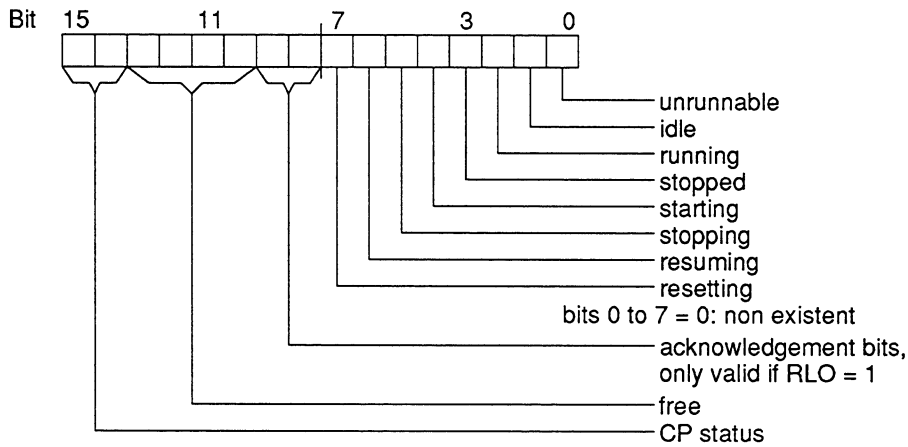 Bit 15 11 7 3 0
unrunnable
idle
running
stopped
starting
stopping
resuming
resetting
bits 0 to 7 = 0: non existent
acknowledgement bits,
only valid if RLO = 1
free
CP status